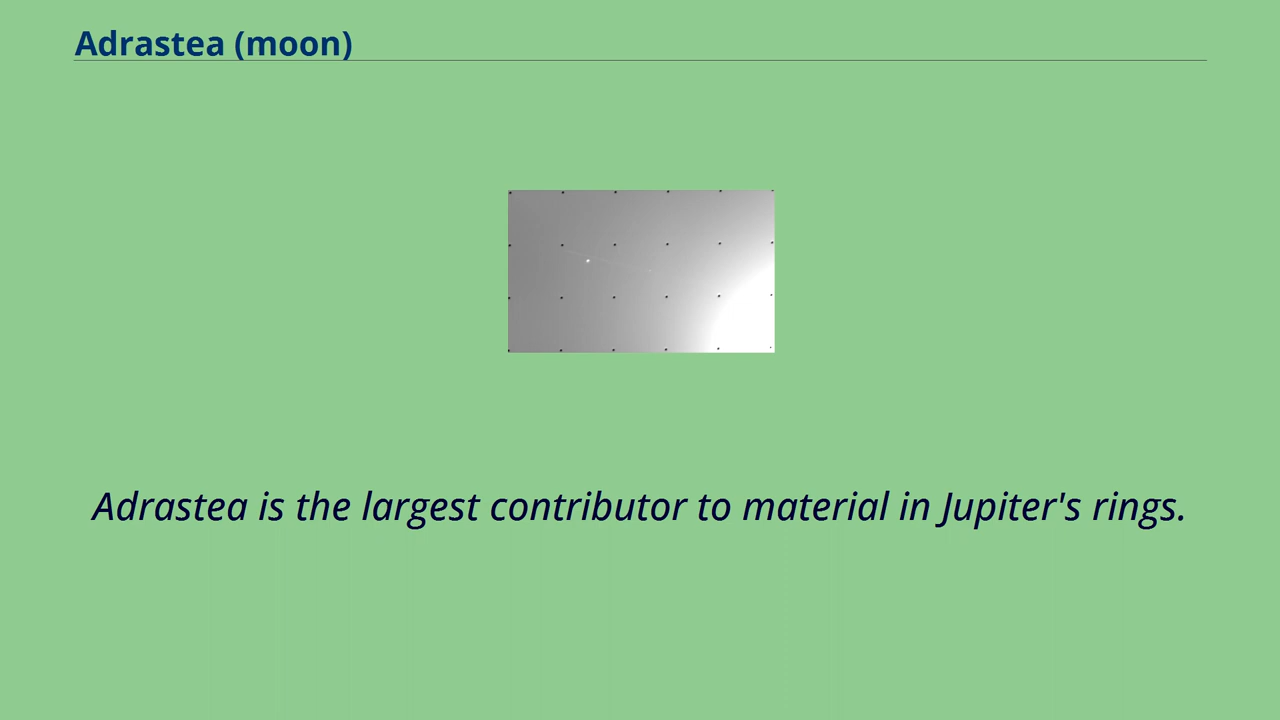 Adrastea (moon)
Adrastea is the largest contributor to material in Jupiter's rings.